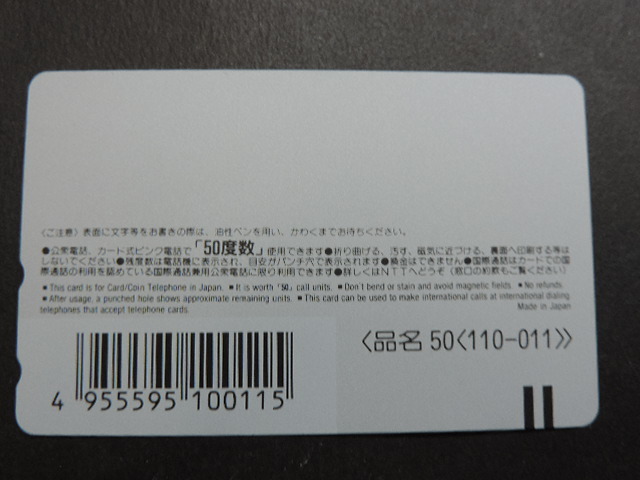 〈ご注意〉表面に文字等をお書きの際は、油性ペンを用い、かわくまでお待ちください。
●公衆電話、カード式ピンク電話で「50度数」使用できます●折り曲げる、汚す、磁気に近づける、裏面へ印刷する等は
しないでください●残度数は電話機に表示され、目安がパンチ穴で表示されます●換金はできません●国際通話はカードでの国
際通話の利用を認めている国際通話兼用公衆電話に限り利用できます●詳しくはNTTへどうぞ(窓口の約款もご覧ください)
■This card is for Card/Coin Telephone in Japan. ■It is worth「50」call units. ■Don't bend or stain and avoid magnetic fields. ■No refunds.
■After usage, a punched hole shows approximate remaining units. ■This card can be used to make international calls at international dialing
telephones that accept telephone cards. Made in Japan
〈品名 50〈110-011〉〉
4 955595 100115